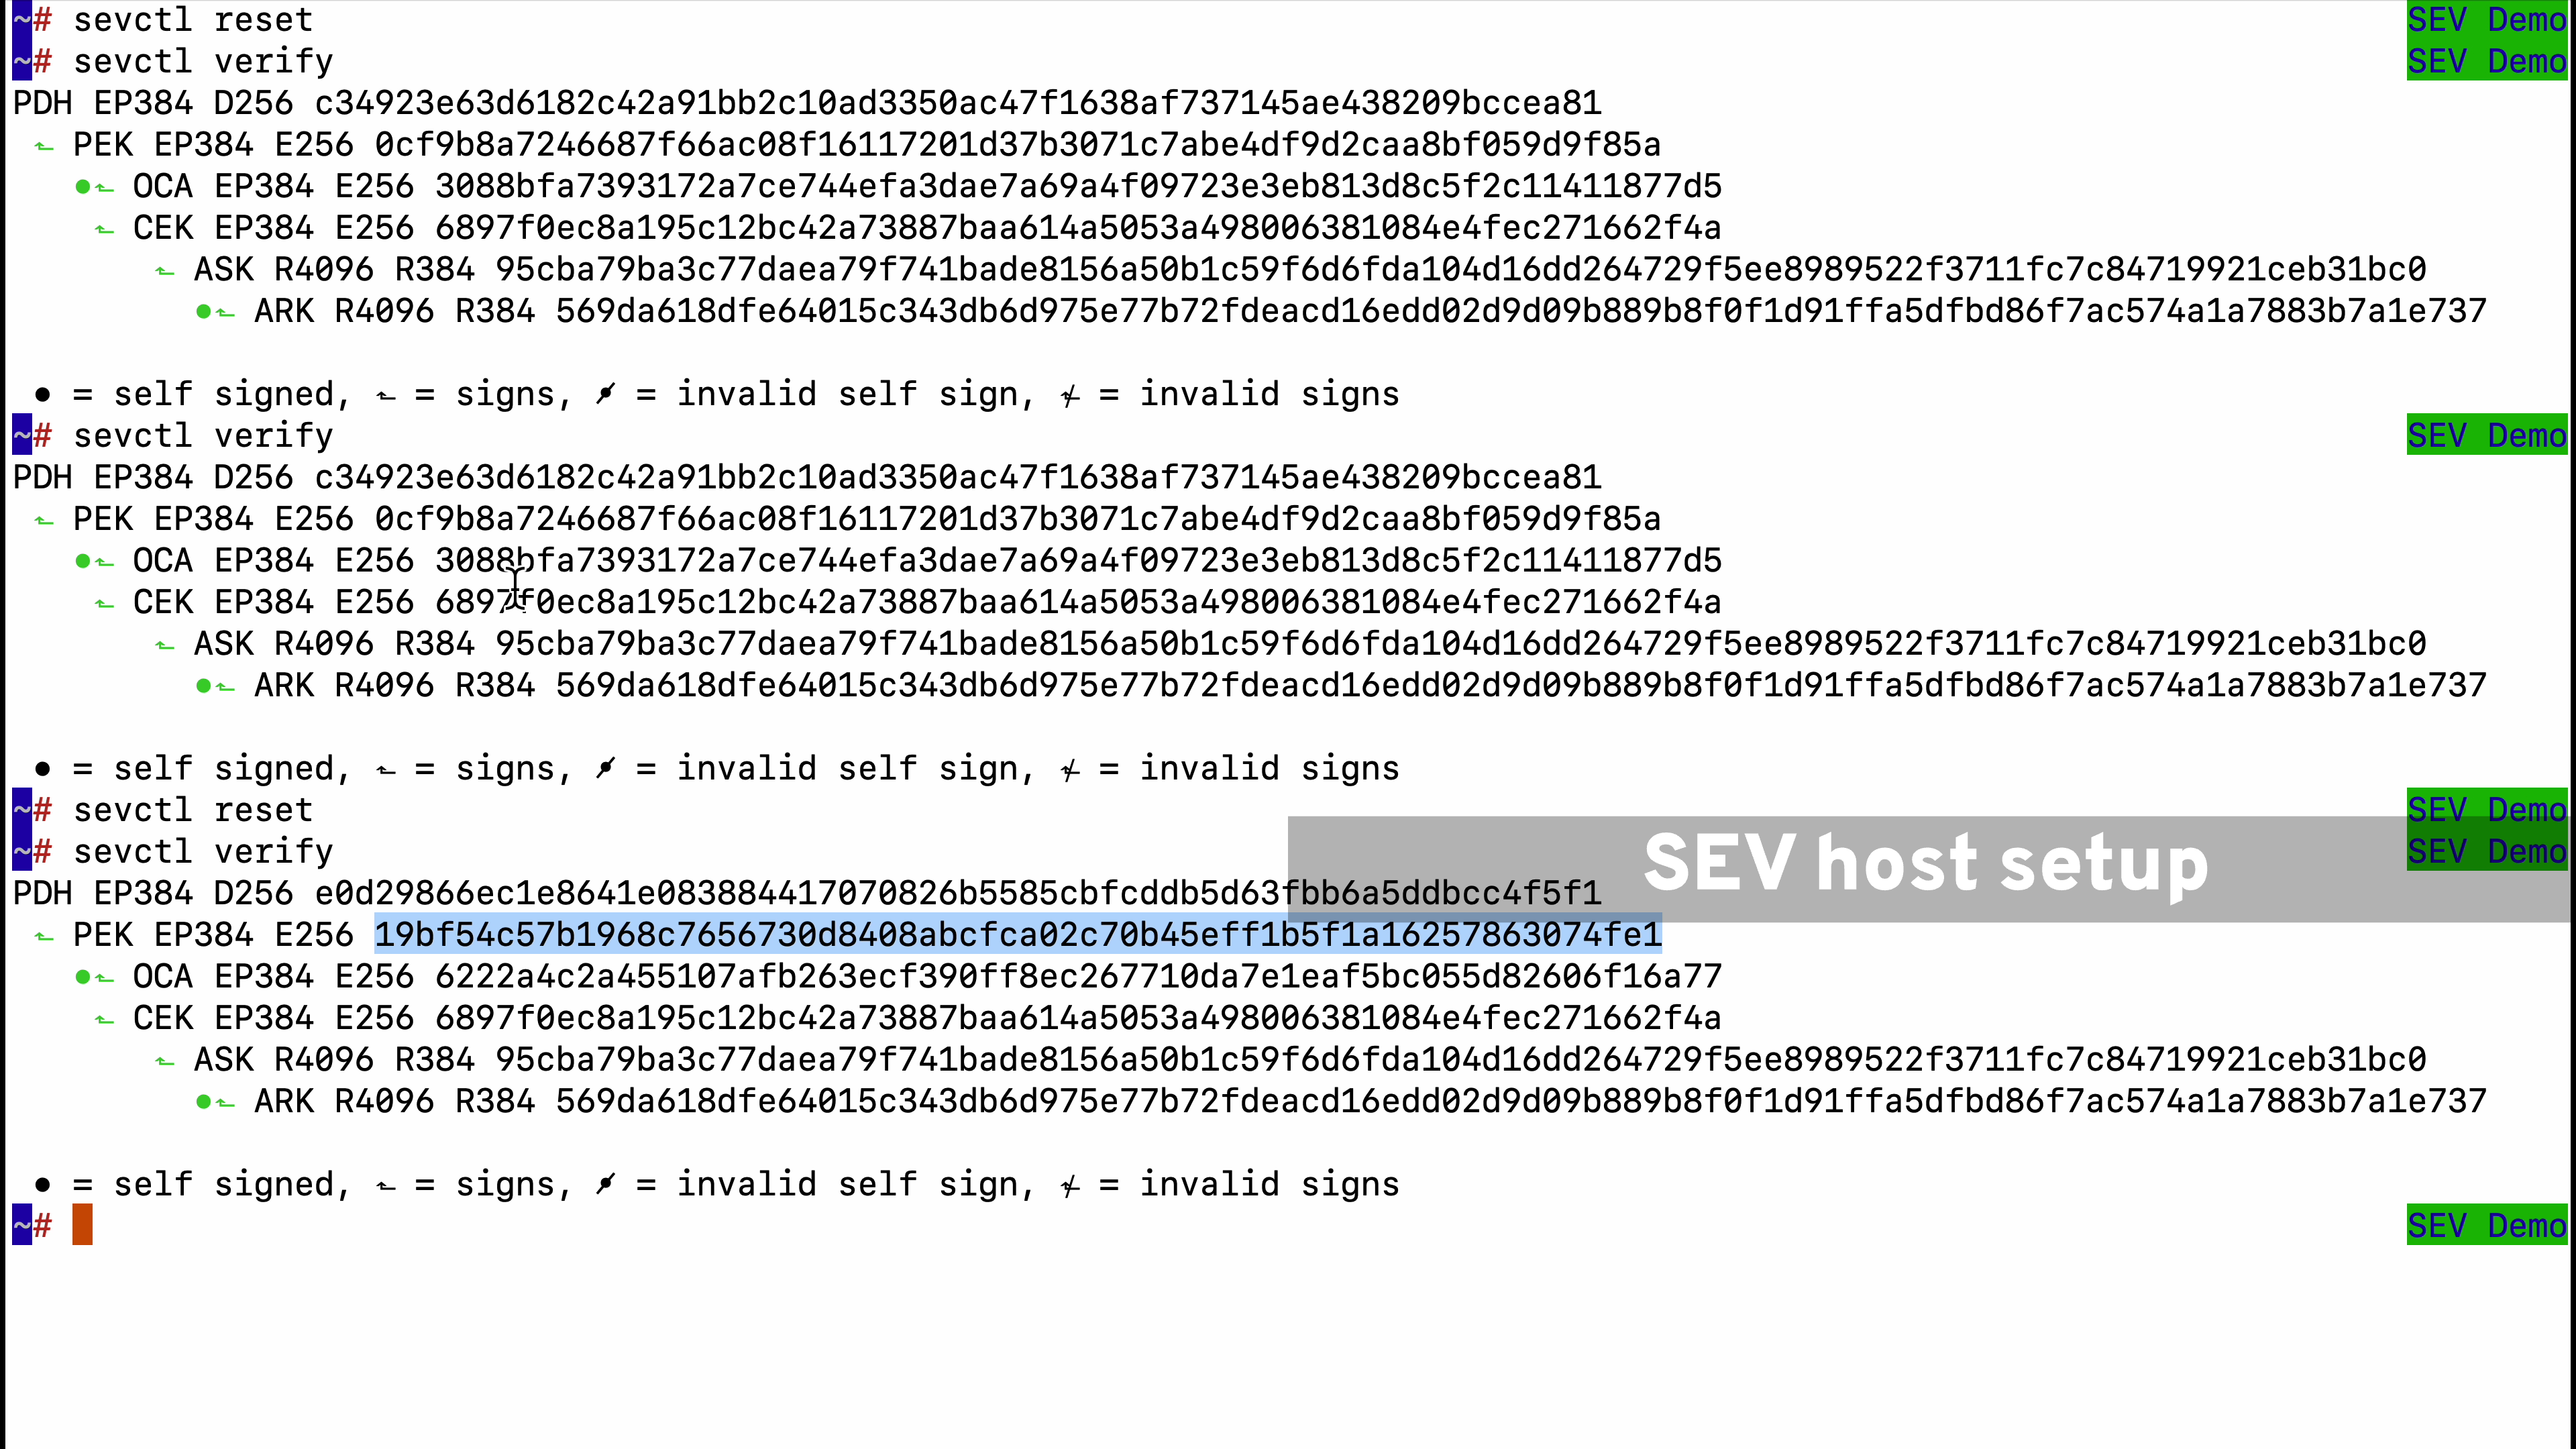 ~# sevctl reset SEV Demo
~# sevctl verify SEV Demo
PDH EP384 D256 c34923e63d6182c42a91bb2c10ad3350ac47f1638af737145ae438209bccea81
⬑ PEK EP384 E256 0cf9b8a7246687f66ac08f16117201d37b3071c7abe4df9d2caa8bf059d9f85a
•⬑ OCA EP384 E256 3088bfa7393172a7ce744efa3dae7a69a4f09723e3eb813d8c5f2c11411877d5
⬑ CEK EP384 E256 6897f0ec8a195c12bc42a73887baa614a5053a498006381084e4fec271662f4a
⬑ ASK R4096 R384 95cba79ba3c77daea79f741bade8156a50b1c59f6d6fda104d16dd264729f5ee8989522f3711fc7c84719921ceb31bc0
•⬑ ARK R4096 R384 569da618dfe64015c343db6d975e77b72fdeacd16edd02d9d09b889b8f0f1d91ffa5dfbd86f7ac574a1a7883b7a1e737
• = self signed, ⬑ = signs, •̷ = invalid self sign, ⬑̸ = invalid signs
~# sevctl verify SEV Demo
PDH EP384 D256 c34923e63d6182c42a91bb2c10ad3350ac47f1638af737145ae438209bccea81
⬑ PEK EP384 E256 0cf9b8a7246687f66ac08f16117201d37b3071c7abe4df9d2caa8bf059d9f85a
•⬑ OCA EP384 E256 3088bfa7393172a7ce744efa3dae7a69a4f09723e3eb813d8c5f2c11411877d5
⬑ CEK EP384 E256 6897f0ec8a195c12bc42a73887baa614a5053a498006381084e4fec271662f4a
⬑ ASK R4096 R384 95cba79ba3c77daea79f741bade8156a50b1c59f6d6fda104d16dd264729f5ee8989522f3711fc7c84719921ceb31bc0
•⬑ ARK R4096 R384 569da618dfe64015c343db6d975e77b72fdeacd16edd02d9d09b889b8f0f1d91ffa5dfbd86f7ac574a1a7883b7a1e737
• = self signed, ⬑ = signs, •̷ = invalid self sign, ⬑̸ = invalid signs
~# sevctl reset SEV Demo
~# sevctl verify SEV Demo
SEV host setup
PDH EP384 D256 e0d29866ec1e8641e083884417070826b5585cbfcddb5d63fbb6a5ddbcc4f5f1
⬑ PEK EP384 E256 19bf54c57b1968c7656730d8408abcfca02c70b45eff1b5f1a16257863074fe1
•⬑ OCA EP384 E256 6222a4c2a455107afb263ecf390ff8ec267710da7e1eaf5bc055d82606f16a77
⬑ CEK EP384 E256 6897f0ec8a195c12bc42a73887baa614a5053a498006381084e4fec271662f4a
⬑ ASK R4096 R384 95cba79ba3c77daea79f741bade8156a50b1c59f6d6fda104d16dd264729f5ee8989522f3711fc7c84719921ceb31bc0
•⬑ ARK R4096 R384 569da618dfe64015c343db6d975e77b72fdeacd16edd02d9d09b889b8f0f1d91ffa5dfbd86f7ac574a1a7883b7a1e737
• = self signed, ⬑ = signs, •̷ = invalid self sign, ⬑̸ = invalid signs
~# SEV Demo